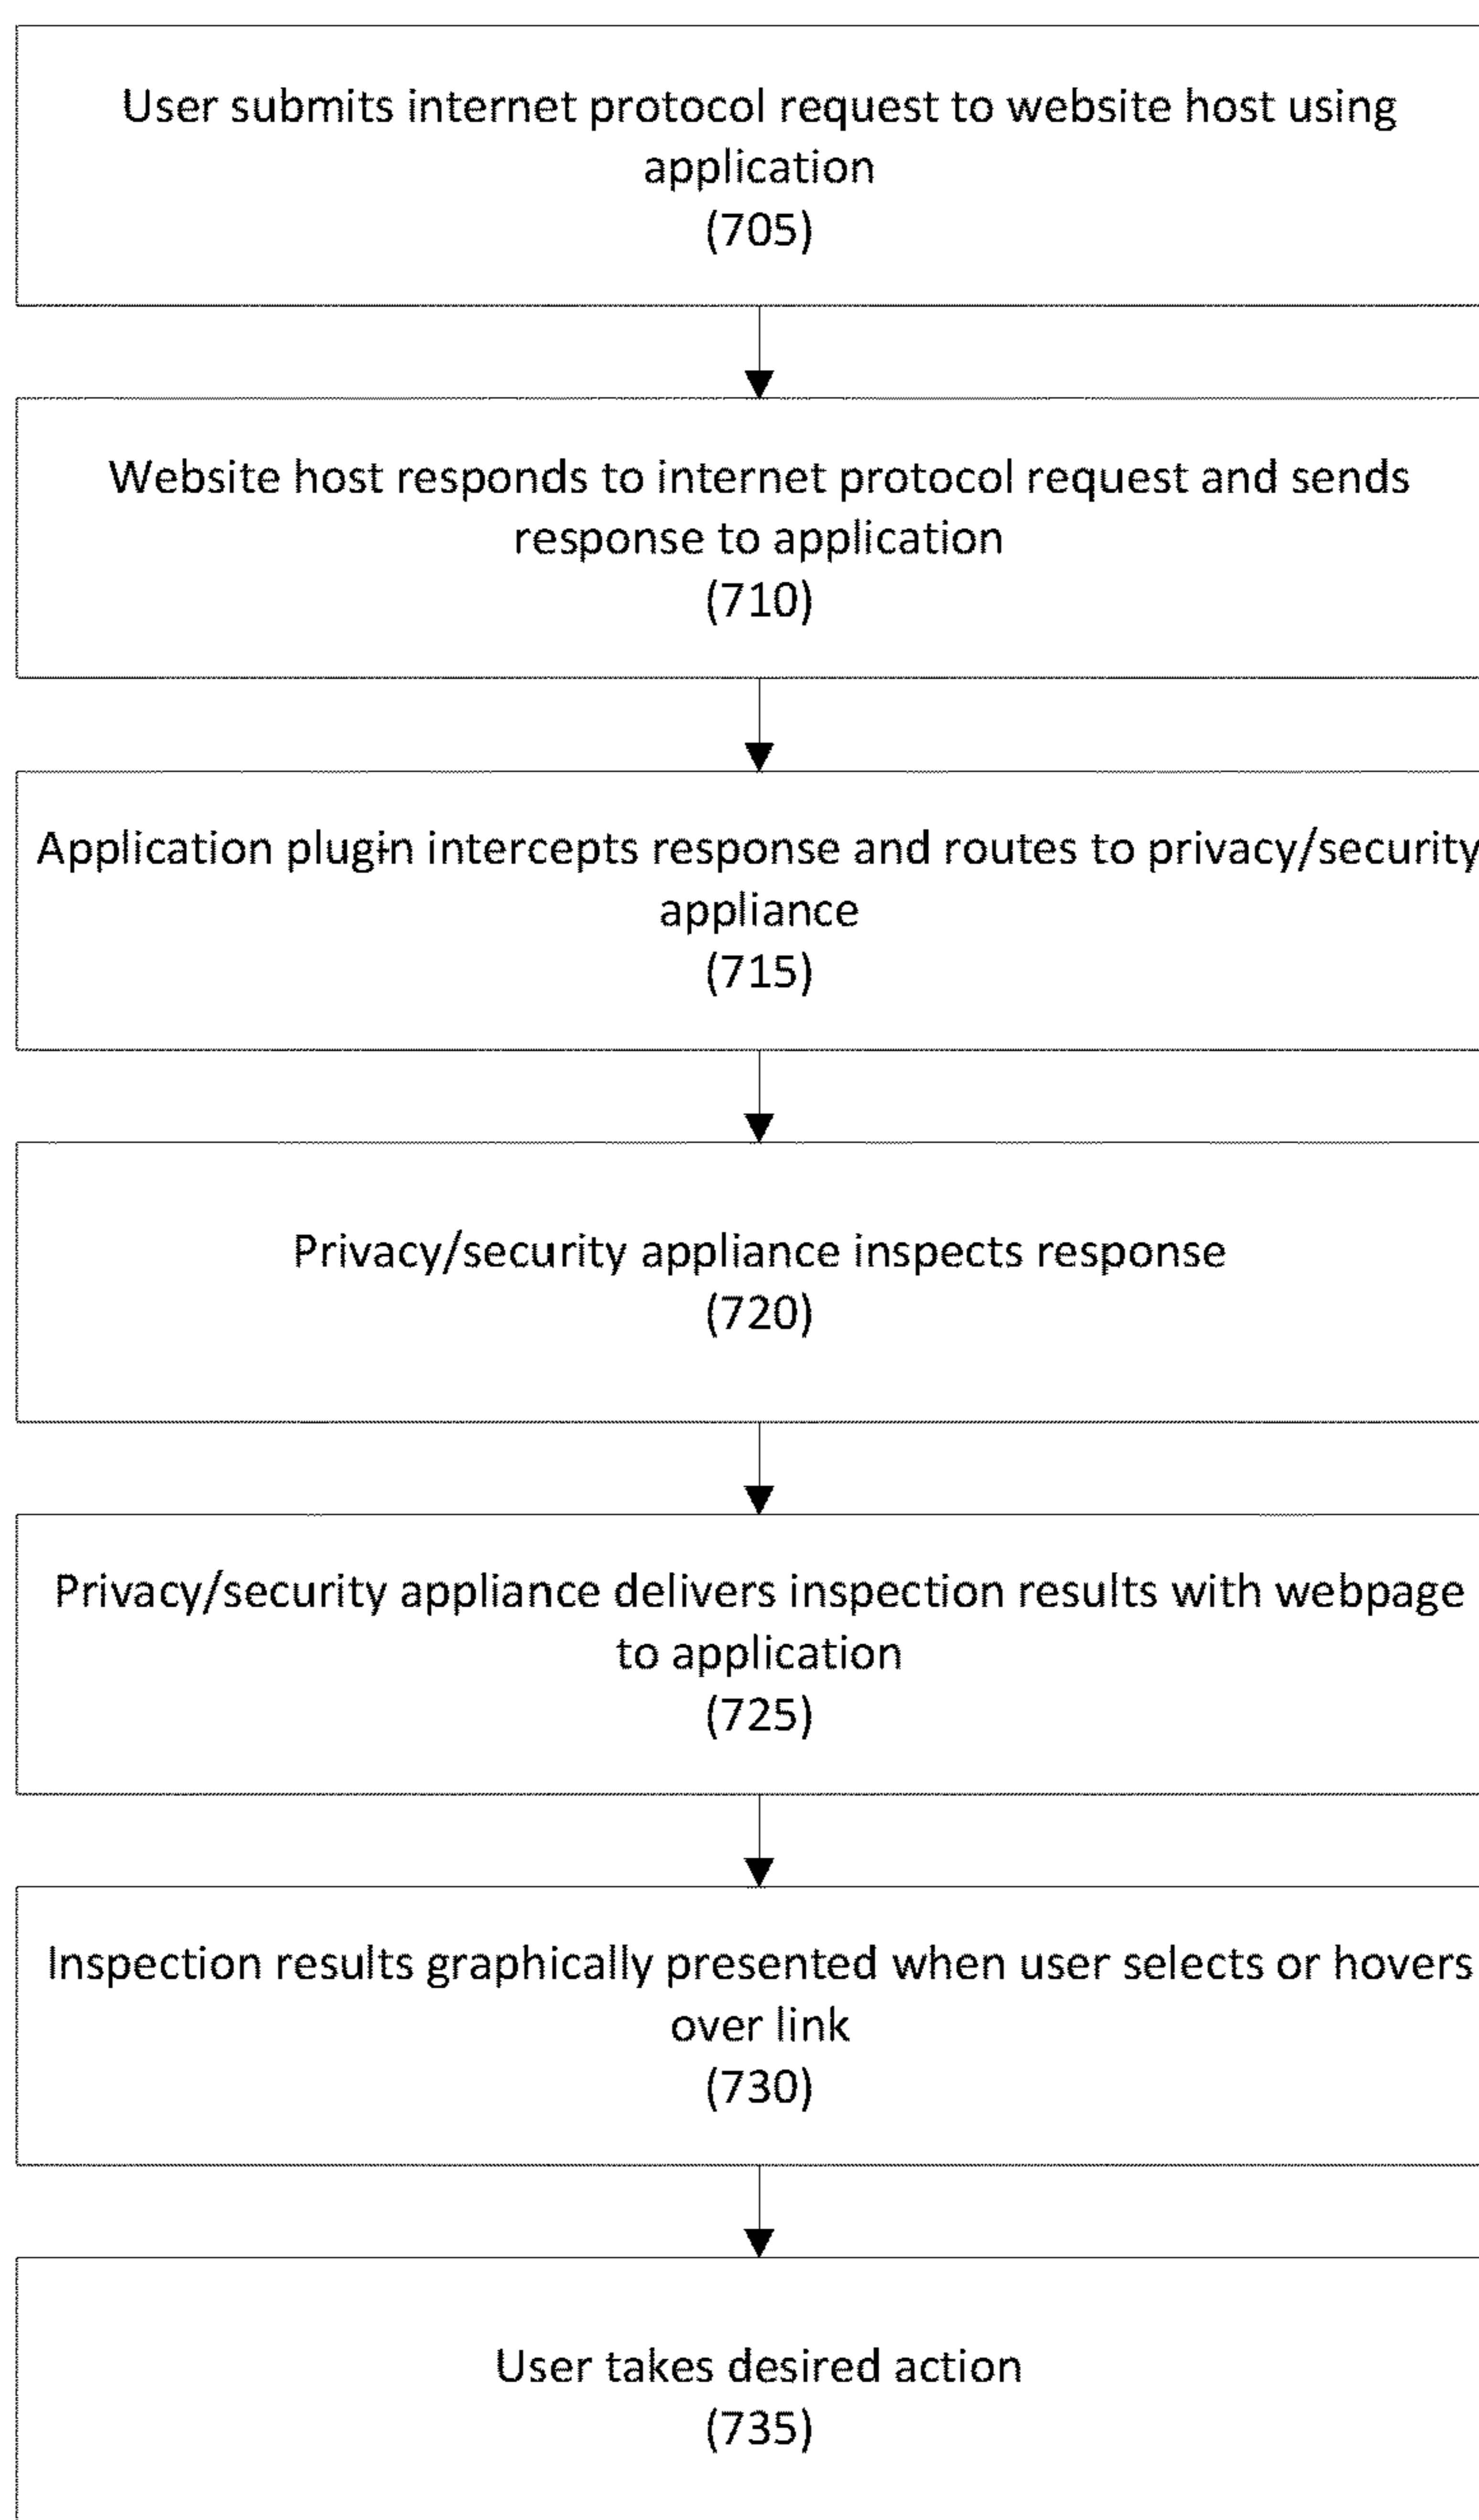 User submits internet protocol request to website host using
application
(705)
Website host responds to internet protocol request and sends
response to application
(710)
Application plugin intercepts response and routes to privacy/security
appliance
(715)
Privacy/security appliance inspects response
(720)
Privacy/security appliance delivers inspection results with webpage
to application
(725)
Inspection results graphically presented when user selects or hovers
over link
(730)
User takes desired action
(735)